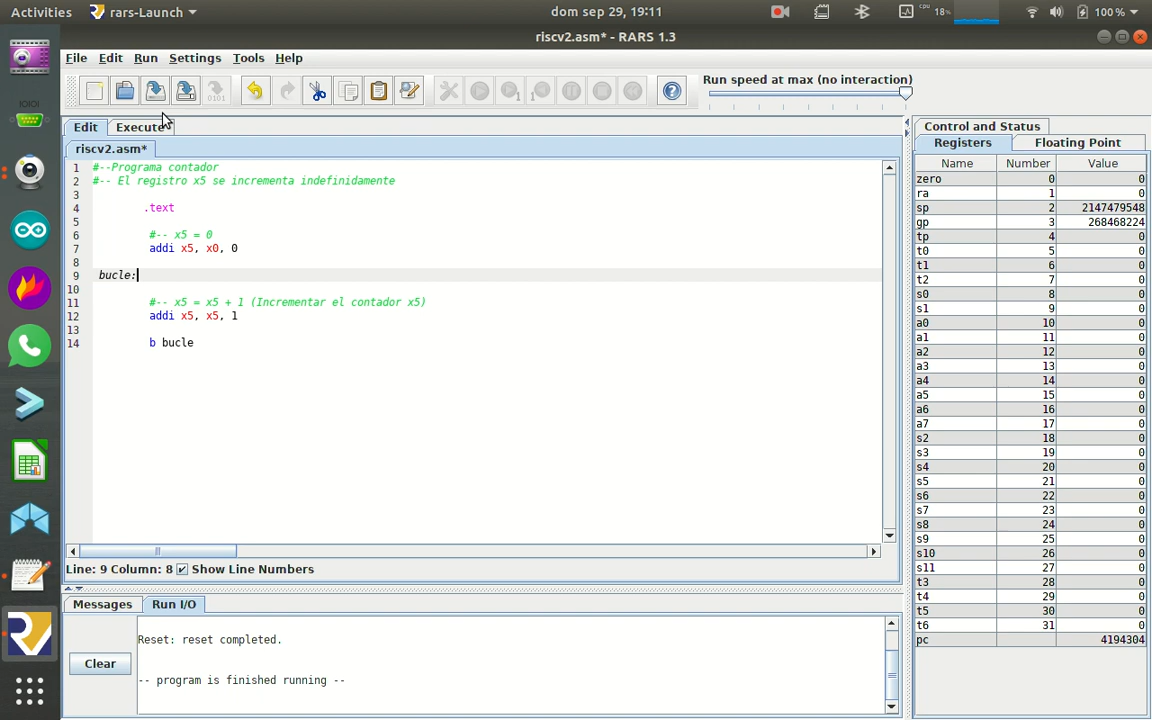 Activities rars-Launch dom sep 29, 19:11 cpu 18% 100%
riscv2.asm* - RARS 1.3
File Edit Run Settings Tools Help
Run speed at max (no interaction)
Edit Execute
riscv2.asm*
1 #--Programa contador
2 #-- El registro x5 se incrementa indefinidamente
3
4 .text
5
6 #-- x5 = 0
7 addi x5, x0, 0
8
9 bucle:
10
11 #-- x5 = x5 + 1 (Incrementar el contador x5)
12 addi x5, x5, 1
13
14 b bucle
Line: 9 Column: 8 Show Line Numbers
Messages Run I/O
Clear
Reset: reset completed.
-- program is finished running --
Control and Status
Registers Floating Point
Name Number Value
zero 0 0
ra 1 0
sp 2 2147479548
gp 3 268468224
tp 4 0
t0 5 0
t1 6 0
t2 7 0
s0 8 0
s1 9 0
a0 10 0
a1 11 0
a2 12 0
a3 13 0
a4 14 0
a5 15 0
a6 16 0
a7 17 0
s2 18 0
s3 19 0
s4 20 0
s5 21 0
s6 22 0
s7 23 0
s8 24 0
s9 25 0
s10 26 0
s11 27 0
t3 28 0
t4 29 0
t5 30 0
t6 31 0
pc 4194304